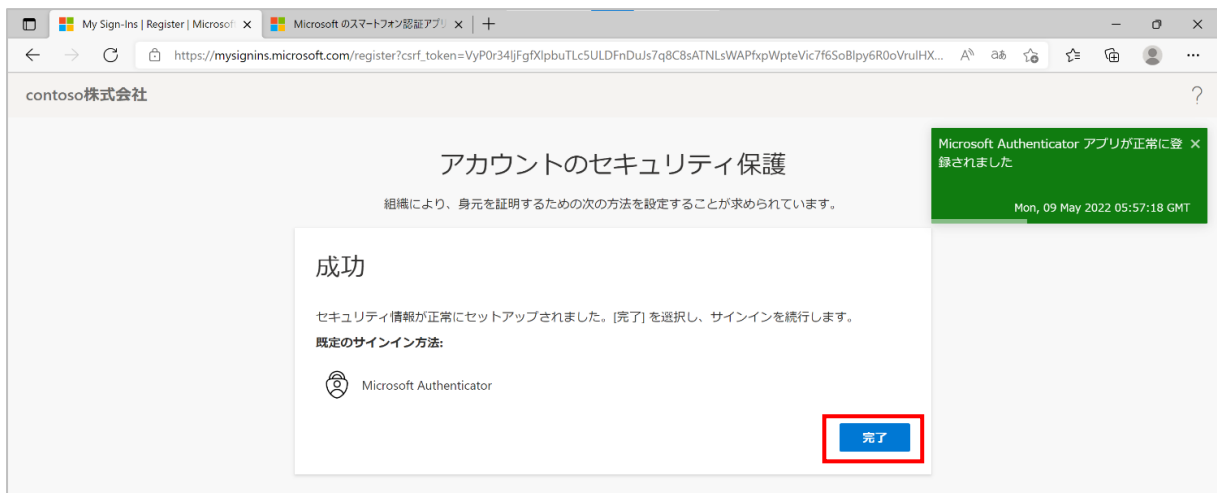 My Sign-Ins | Register | Microsof
Microsoft のスマートフォン認証アプリ
https://mysignins.microsoft.com/register?csrf_token=VyP0r34ljFgfXlpbuTLc5ULDFnDuJs7q8C8sATNLsWAPfxpWpteVic7f6SoBlpy6R0oVrulHX...
contoso株式会社
?
Microsoft Authenticator アプリが正常に登
録されました
Mon, 09 May 2022 05:57:18 GMT
アカウントのセキュリティ保護
組織により、身元を証明するための次の方法を設定することが求められています。
成功
セキュリティ情報が正常にセットアップされました。[完了] を選択し、サインインを続行します。
既定のサインイン方法:
Microsoft Authenticator
完了